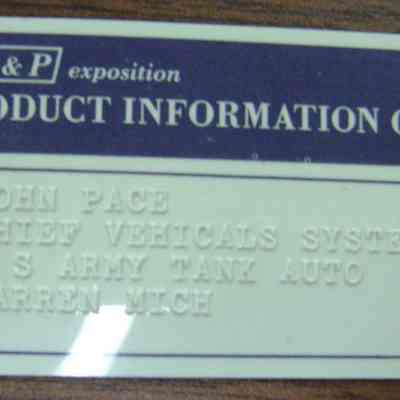 & P exposition
ODUCT INFORMATION C
OHN PACE
HIEF VEHICALS SYSTE
S ARMY TANK AUTO
ARREN MICH